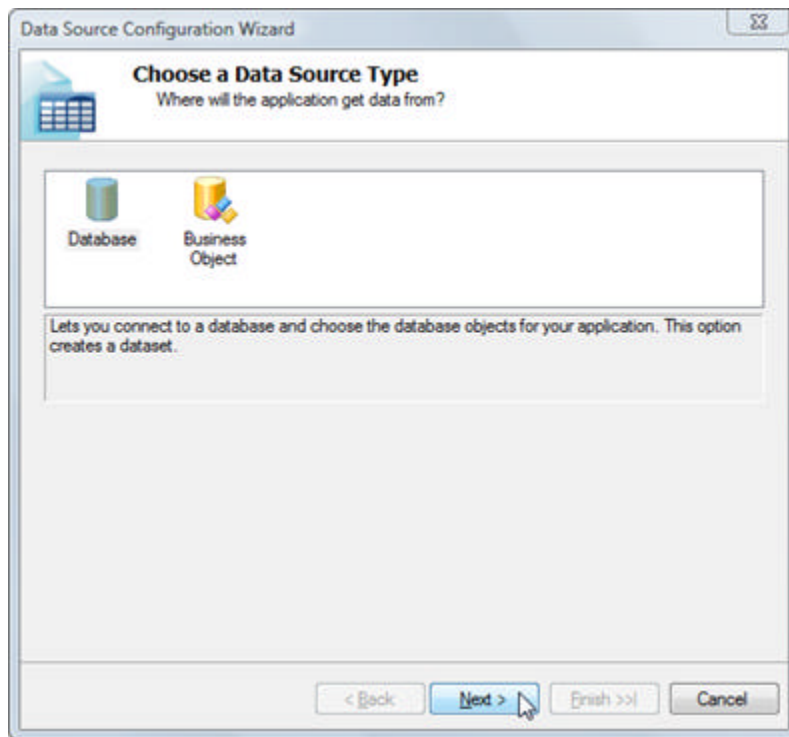 Data Source Configuration Wizard
Choose a Data Source Type
Where will the application get data from?
Database
Business
Object
Lets you connect to a database and choose the database objects for your application. This option
creates a dataset.
< Back
Next >
Finish >>|
Cancel